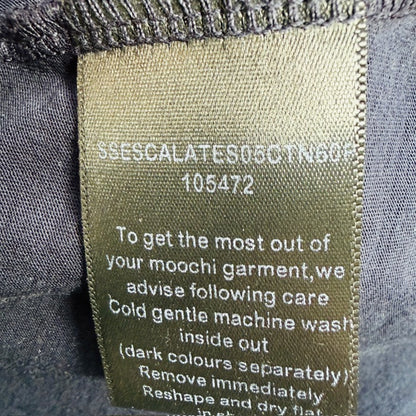 SSESCALATES05CTN60P
105472
To get the most out of
your moochi garment,we
advise following care
Cold gentle machine wash
inside out
(dark colours separately)
Remove immediately
Reshape and dry flat